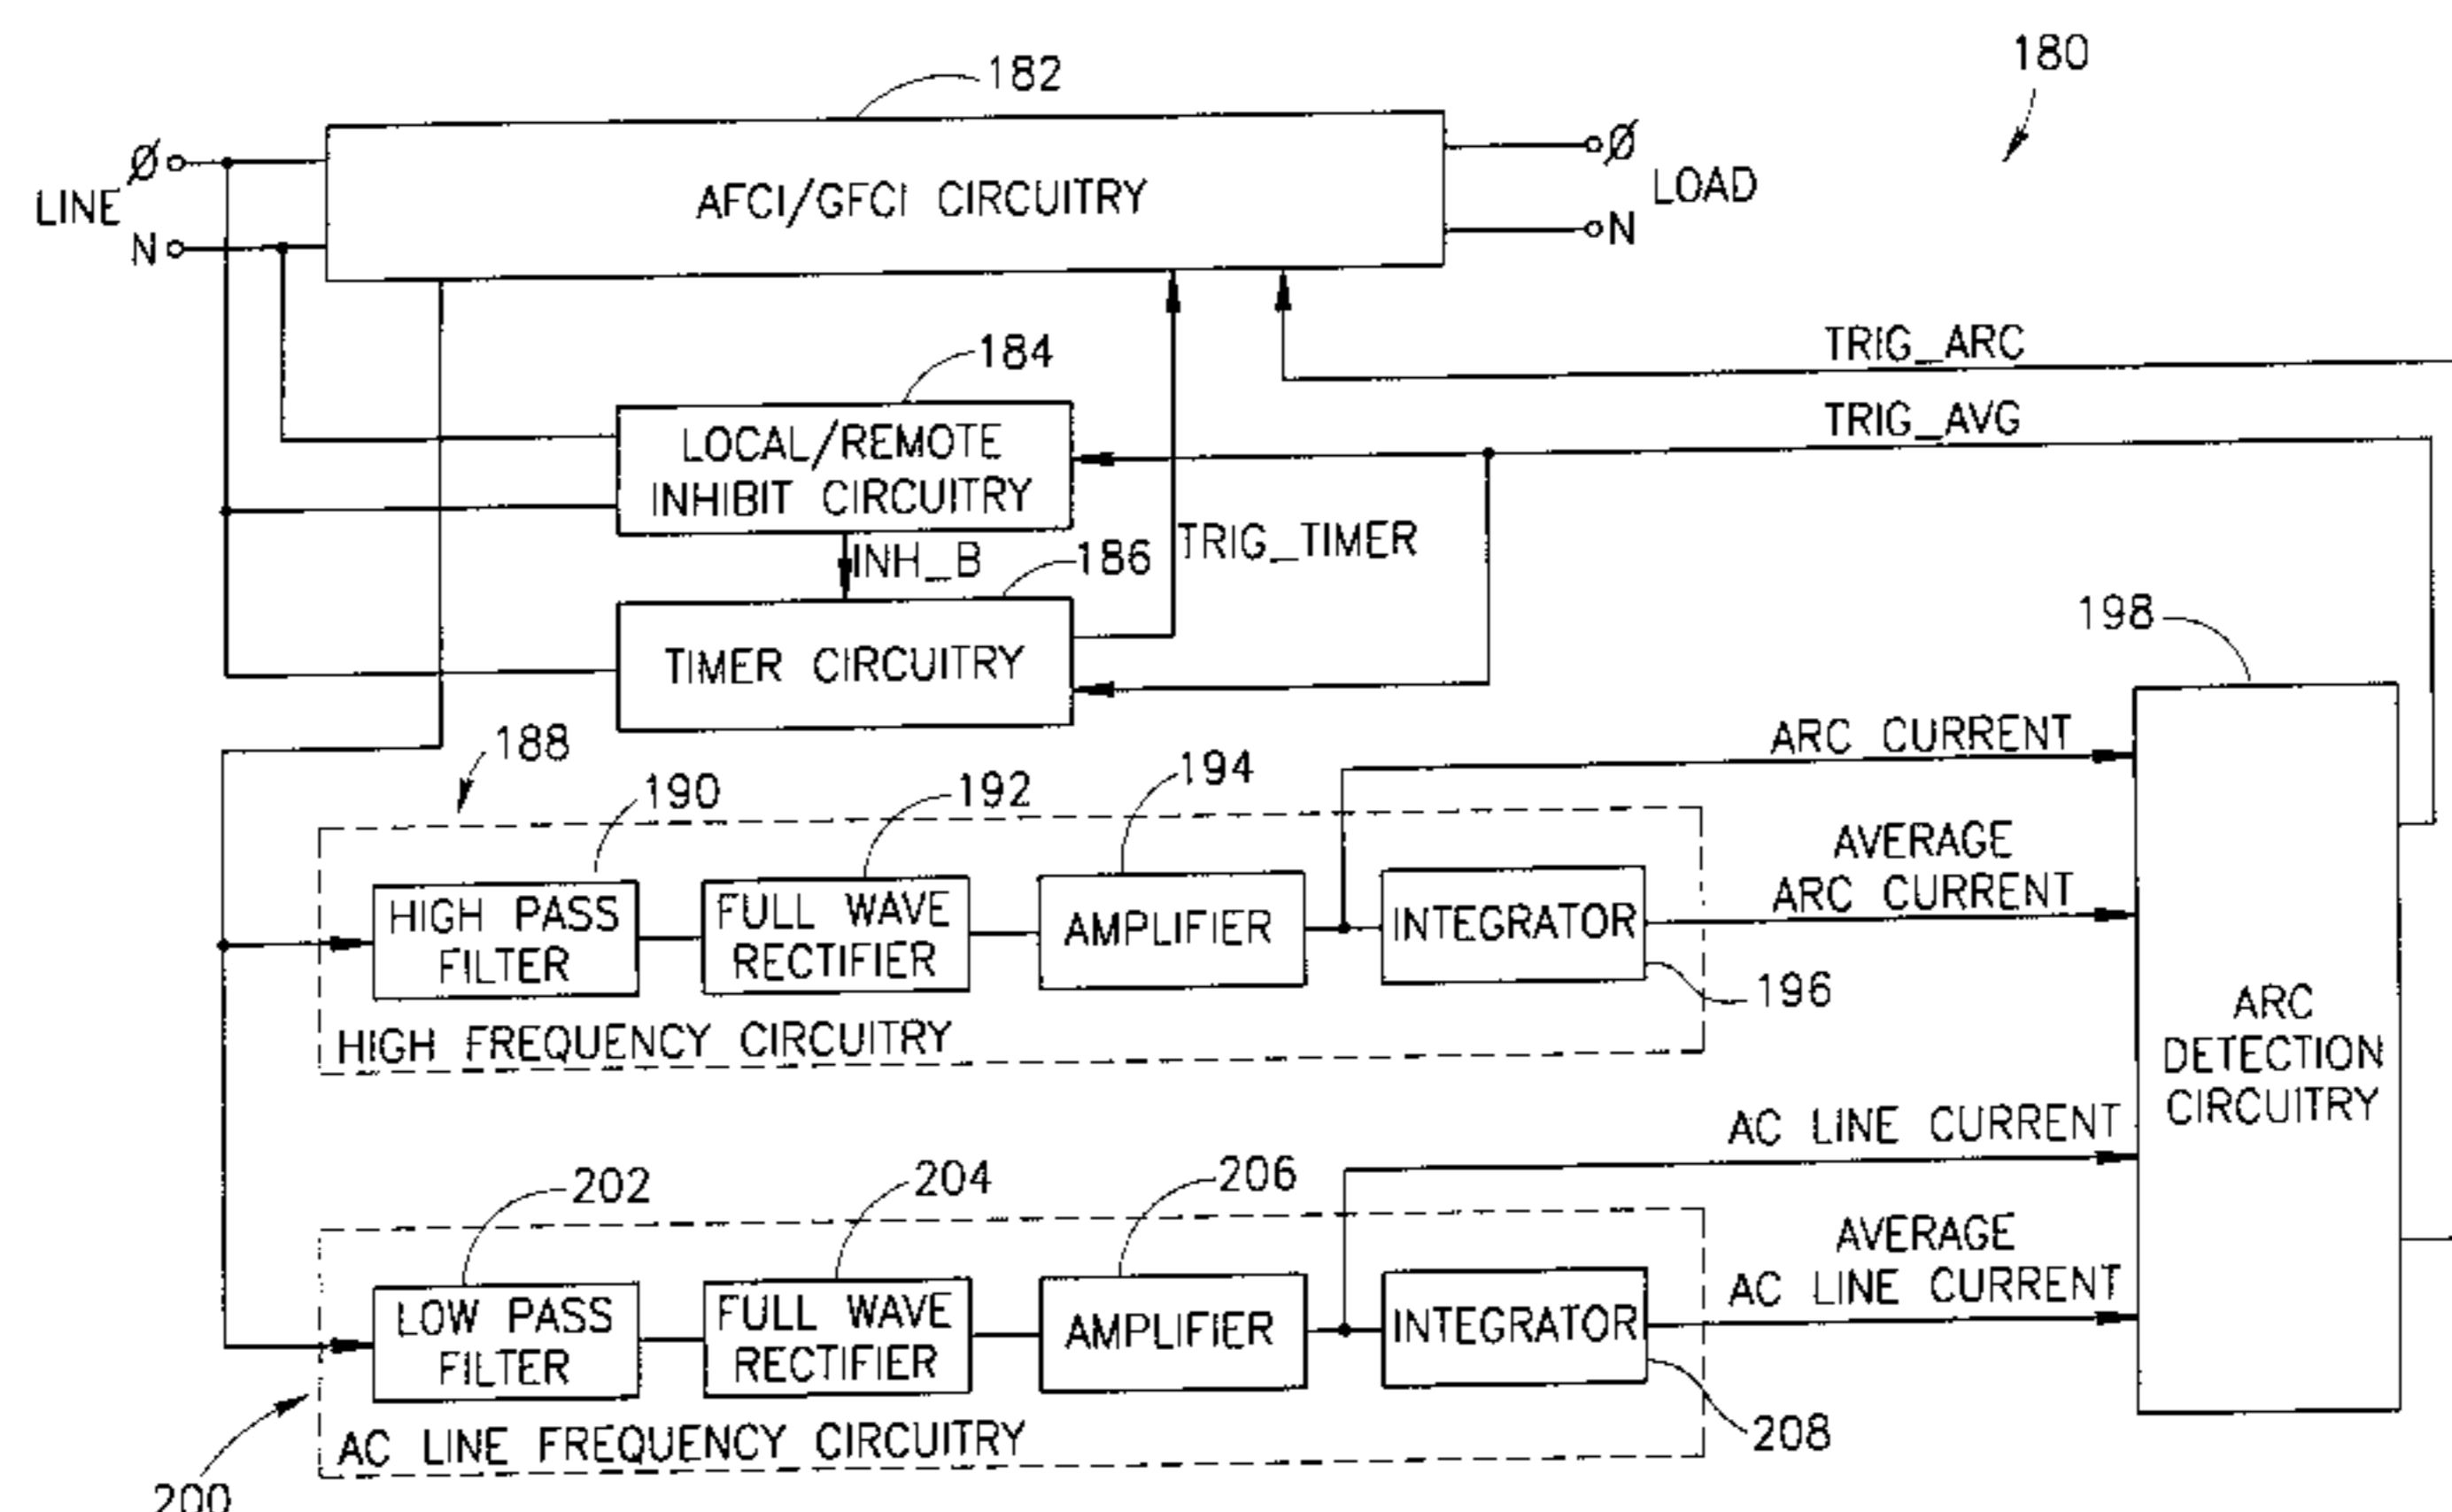 182
180
Ø
Ø
LINE
AFCI/GFCI CIRCUITRY
LOAD
N
N
184
TRIG_ARC
TRIG_AVG
LOCAL/REMOTE
INHIBIT CIRCUITRY
INH_B
186
TRIG_TIMER
198
TIMER CIRCUITRY
188
ARC CURRENT
190
192
194
AVERAGE
ARC CURRENT
HIGH PASS
FILTER
FULL WAVE
RECTIFIER
AMPLIFIER
INTEGRATOR
196
HIGH FREQUENCY CIRCUITRY
ARC
DETECTION
CIRCUITRY
AC LINE CURRENT
202
204
206
AVERAGE
AC LINE CURRENT
LOW PASS
FILTER
FULL WAVE
RECTIFIER
AMPLIFIER
INTEGRATOR
208
AC LINE FREQUENCY CIRCUITRY
200